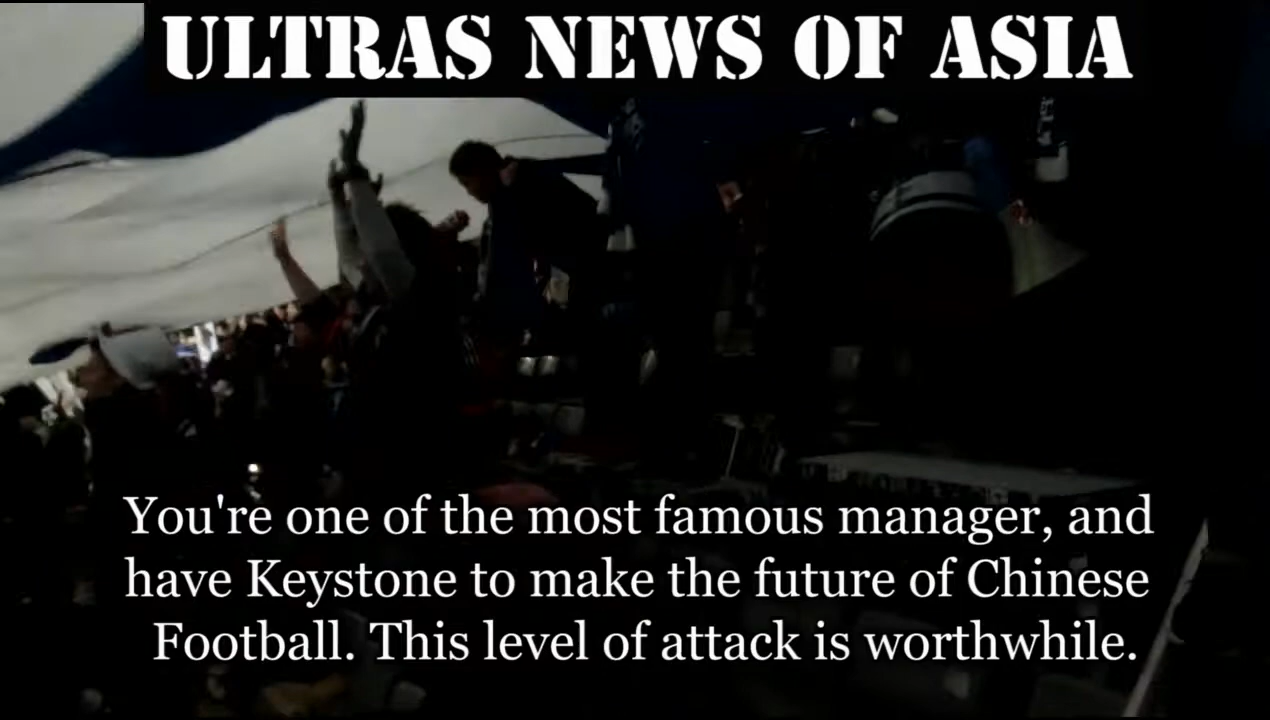 ULTRAS NEWS OF ASIA
You're one of the most famous manager, and
have Keystone to make the future of Chinese
Football. This level of attack is worthwhile.